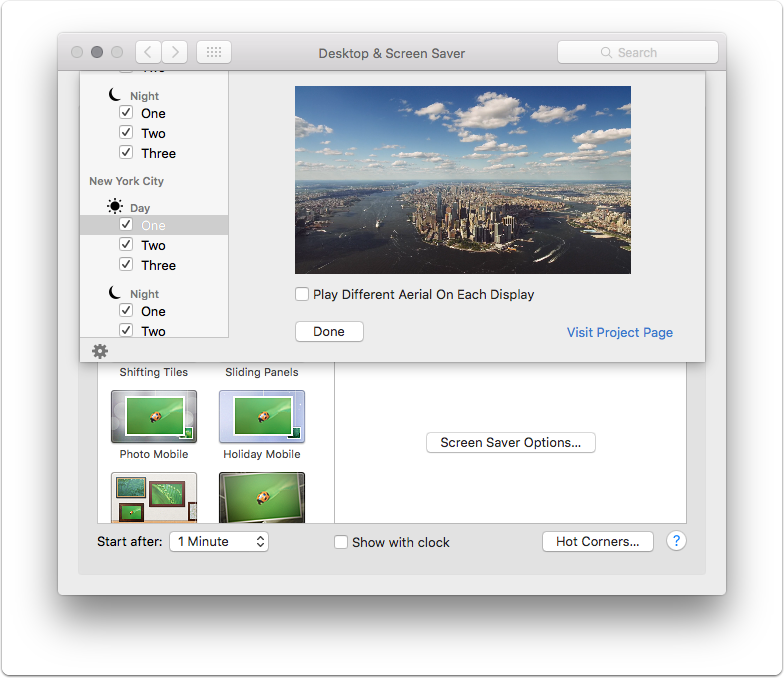 Desktop & Screen Saver
Search
Two
Night
One
Two
Three
New York City
Day
One
Two
Three
Night
One
Two
Play Different Aerial On Each Display
Done
Visit Project Page
Shifting Tiles
Sliding Panels
Photo Mobile
Holiday Mobile
Screen Saver Options...
Start after:
1 Minute
Show with clock
Hot Corners...
?